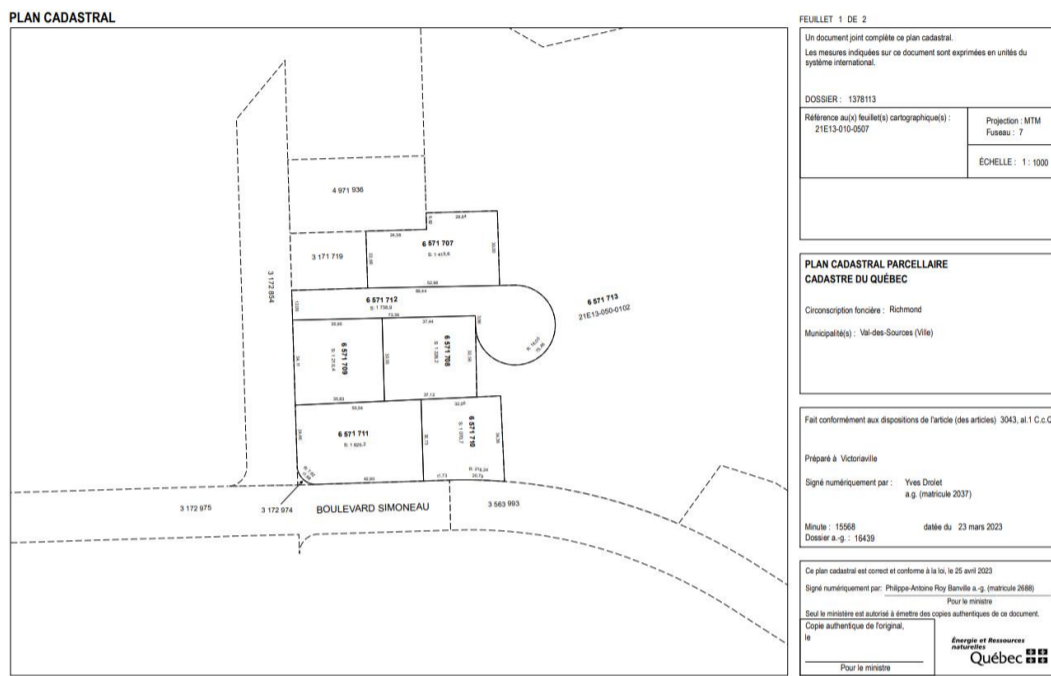 PLAN CADASTRAL
4 971 936
3 171 719
6 571 707
3 172 854
6 571 712
6 571 713
21E13-050-0102
6 571 709
6 571 708
6 571 711
6 571 710
3 172 975
3 172 974
BOULEVARD SIMONEAU
3 563 993
FEUILLET 1 DE 2
Un document joint complète ce plan cadastral.
Les mesures indiquées sur ce document sont exprimées en unités du
système international.
DOSSIER : 1378113
Référence au(x) feuillet(s) cartographique(s) :
21E13-010-0507
Projection : MTM
Fuseau : 7
ÉCHELLE : 1 : 1000
PLAN CADASTRAL PARCELLAIRE
CADASTRE DU QUÉBEC
Circonscription foncière : Richmond
Municipalité(s) : Val-des-Sources (Ville)
Fait conformément aux dispositions de l'article (des articles) 3043, al.1 C.c.Q
Préparé à Victoriaville
Signé numériquement par : Yves Drolet
a.g. (matricule 2037)
Minute : 15568 datée du 23 mars 2023
Dossier a.-g. : 16439
Ce plan cadastral est correct et conforme à la loi, le 25 avril 2023
Signé numériquement par: Philippe-Antoine Roy Banville a.-g. (matricule 2688)
Pour le ministre
Seul le ministère est autorisé à émettre des copies authentiques de ce document.
Copie authentique de l'original,
le
Pour le ministre
Énergie et Ressources
naturelles
Québec